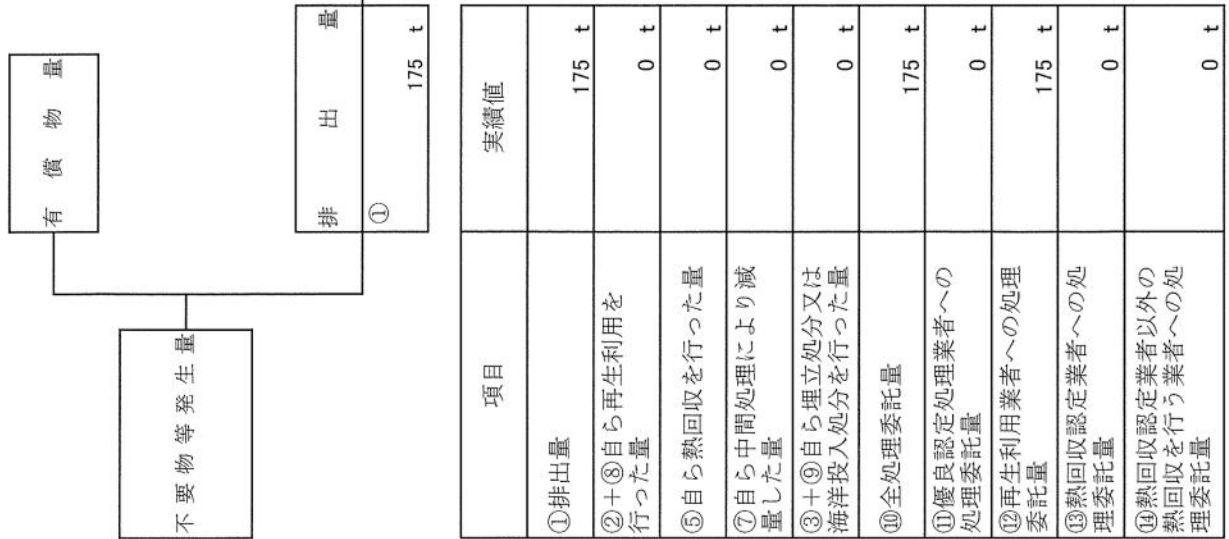 有償物量
不要物等発生量
排出量
①
175 t
項目 実績値
①排出量 175 t
②＋⑧自ら再生利用を
行った量 0 t
⑤自ら熱回収を行った量 0 t
⑦自ら中間処理により減
量した量 0 t
③＋⑨自ら埋立処分又は
海洋投入処分を行った量 0 t
⑩全処理委託量 175 t
⑪優良認定処理業者への
処理委託量 0 t
⑫再生利用業者への処理
委託量 175 t
⑬熱回収認定業者への処
理委託量 0 t
⑭熱回収認定業者以外の
熱回収を行う業者への処
理委託量 0 t